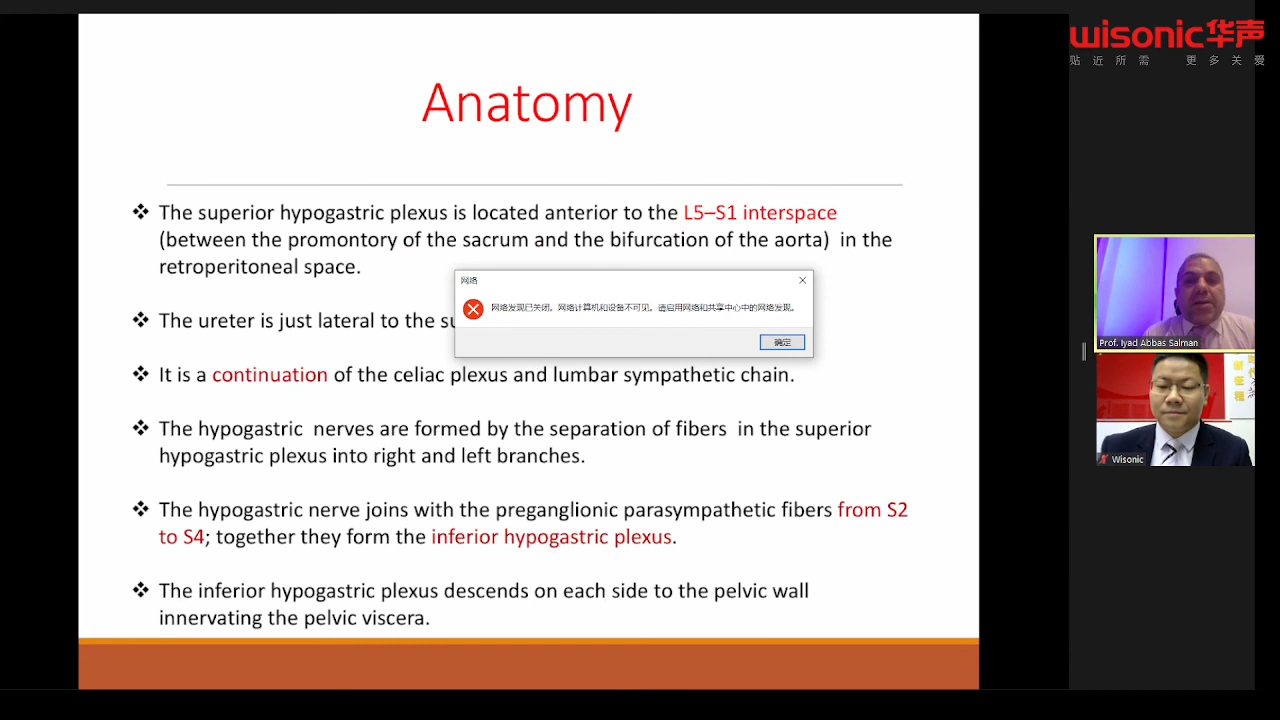 wisonic华声
贴近所需 更多关爱
Anatomy
❖ The superior hypogastric plexus is located anterior to the L5–S1 interspace
(between the promontory of the sacrum and the bifurcation of the aorta) in the
retroperitoneal space.
❖ The ureter is just lateral to the su
网络
网络发现已关闭。网络计算机和设备不可见。请启用网络和共享中心中的网络发现。
确定
❖ It is a continuation of the celiac plexus and lumbar sympathetic chain.
❖ The hypogastric nerves are formed by the separation of fibers in the superior
hypogastric plexus into right and left branches.
❖ The hypogastric nerve joins with the preganglionic parasympathetic fibers from S2
to S4; together they form the inferior hypogastric plexus.
❖ The inferior hypogastric plexus descends on each side to the pelvic wall
innervating the pelvic viscera.
Prof. Iyad Abbas Salman
Wisonic